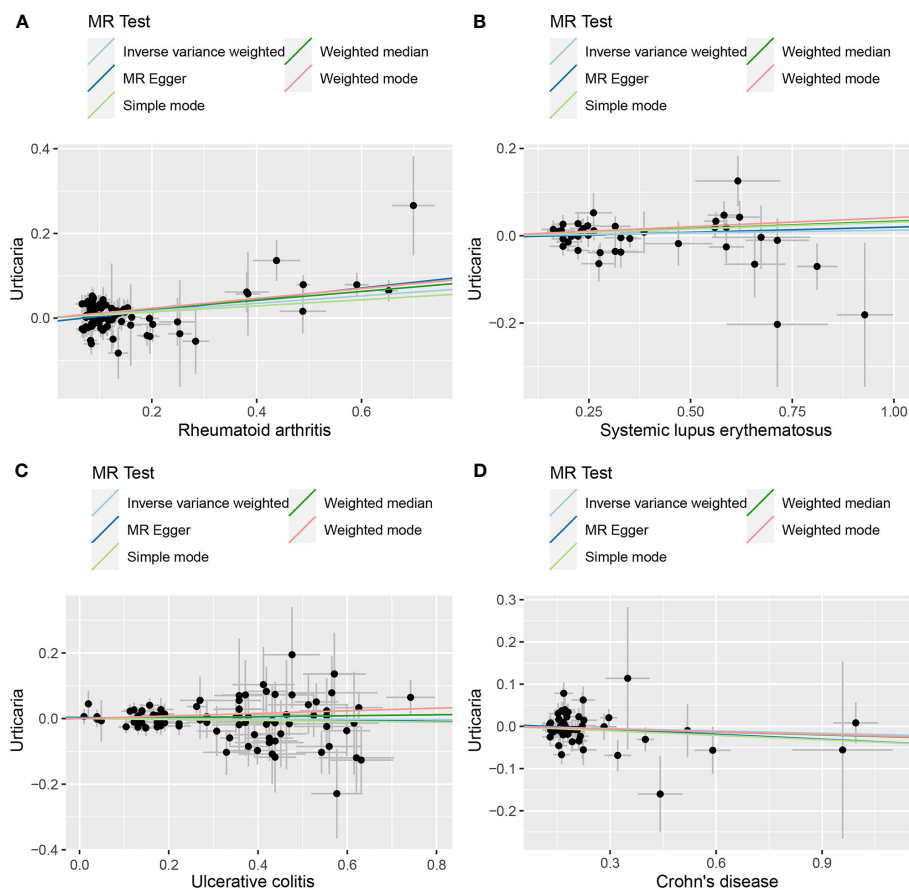 A
MR Test
Inverse variance weighted
Weighted median
MR Egger
Weighted mode
Simple mode
0.4
0.2
0.0
Urticaria
0.2
0.4
0.6
Rheumatoid arthritis
B
MR Test
Inverse variance weighted
Weighted median
MR Egger
Weighted mode
Simple mode
0.2
0.0
−0.2
Urticaria
0.25
0.50
0.75
1.00
Systemic lupus erythematosus
C
MR Test
Inverse variance weighted
Weighted median
MR Egger
Weighted mode
Simple mode
0.2
0.0
−0.2
−0.4
Urticaria
0.0
0.2
0.4
0.6
0.8
Ulcerative colitis
D
MR Test
Inverse variance weighted
Weighted median
MR Egger
Weighted mode
Simple mode
0.3
0.2
0.1
0.0
−0.1
−0.2
Urticaria
0.3
0.6
0.9
Crohn's disease